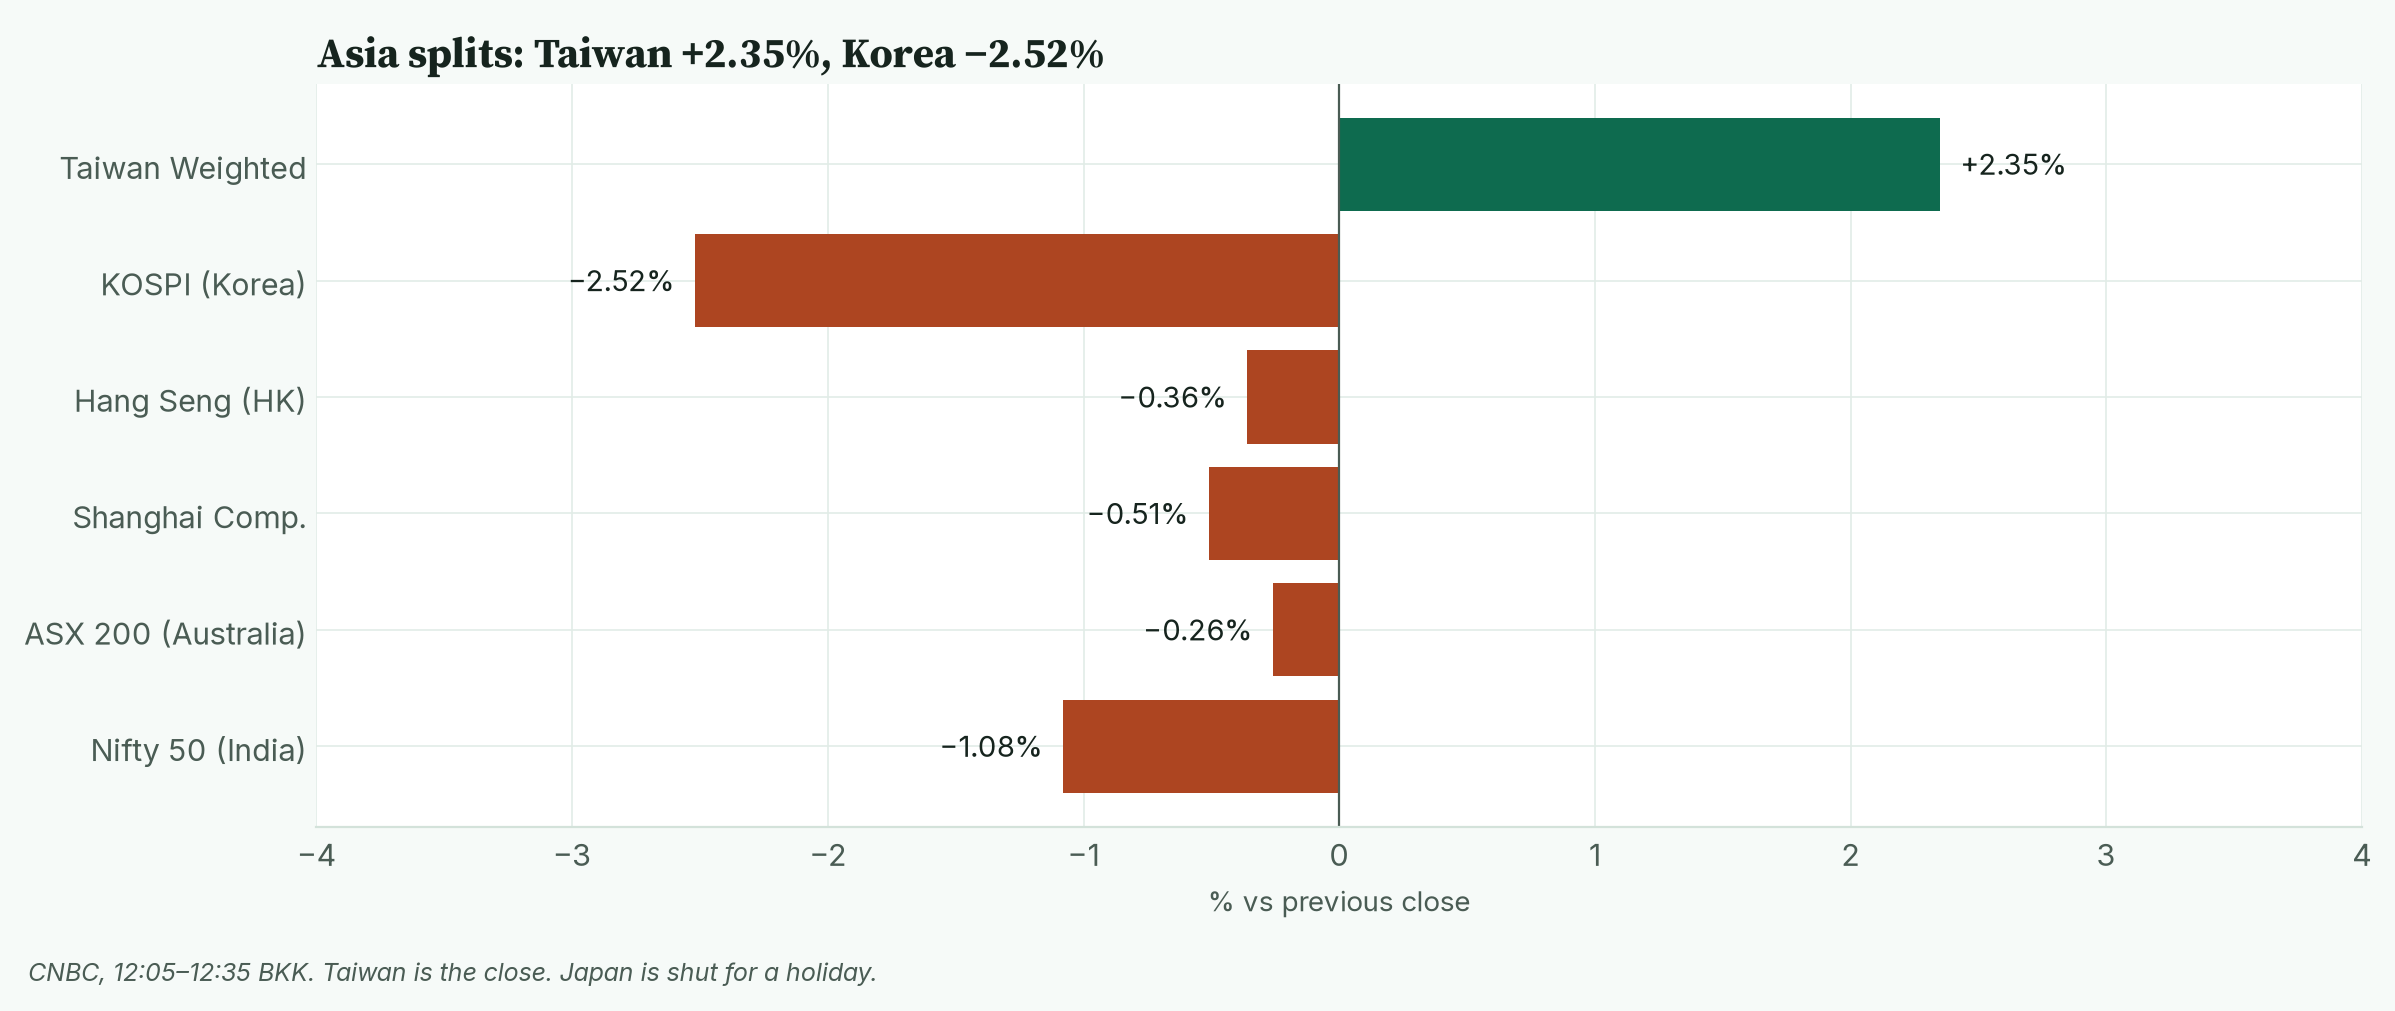 Asia splits: Taiwan +2.35%, Korea −2.52%
Taiwan Weighted
+2.35%
KOSPI (Korea)
−2.52%
Hang Seng (HK)
−0.36%
Shanghai Comp.
−0.51%
ASX 200 (Australia)
−0.26%
Nifty 50 (India)
−1.08%
−4 −3 −2 −1 0 1 2 3 4
% vs previous close
CNBC, 12:05–12:35 BKK. Taiwan is the close. Japan is shut for a holiday.